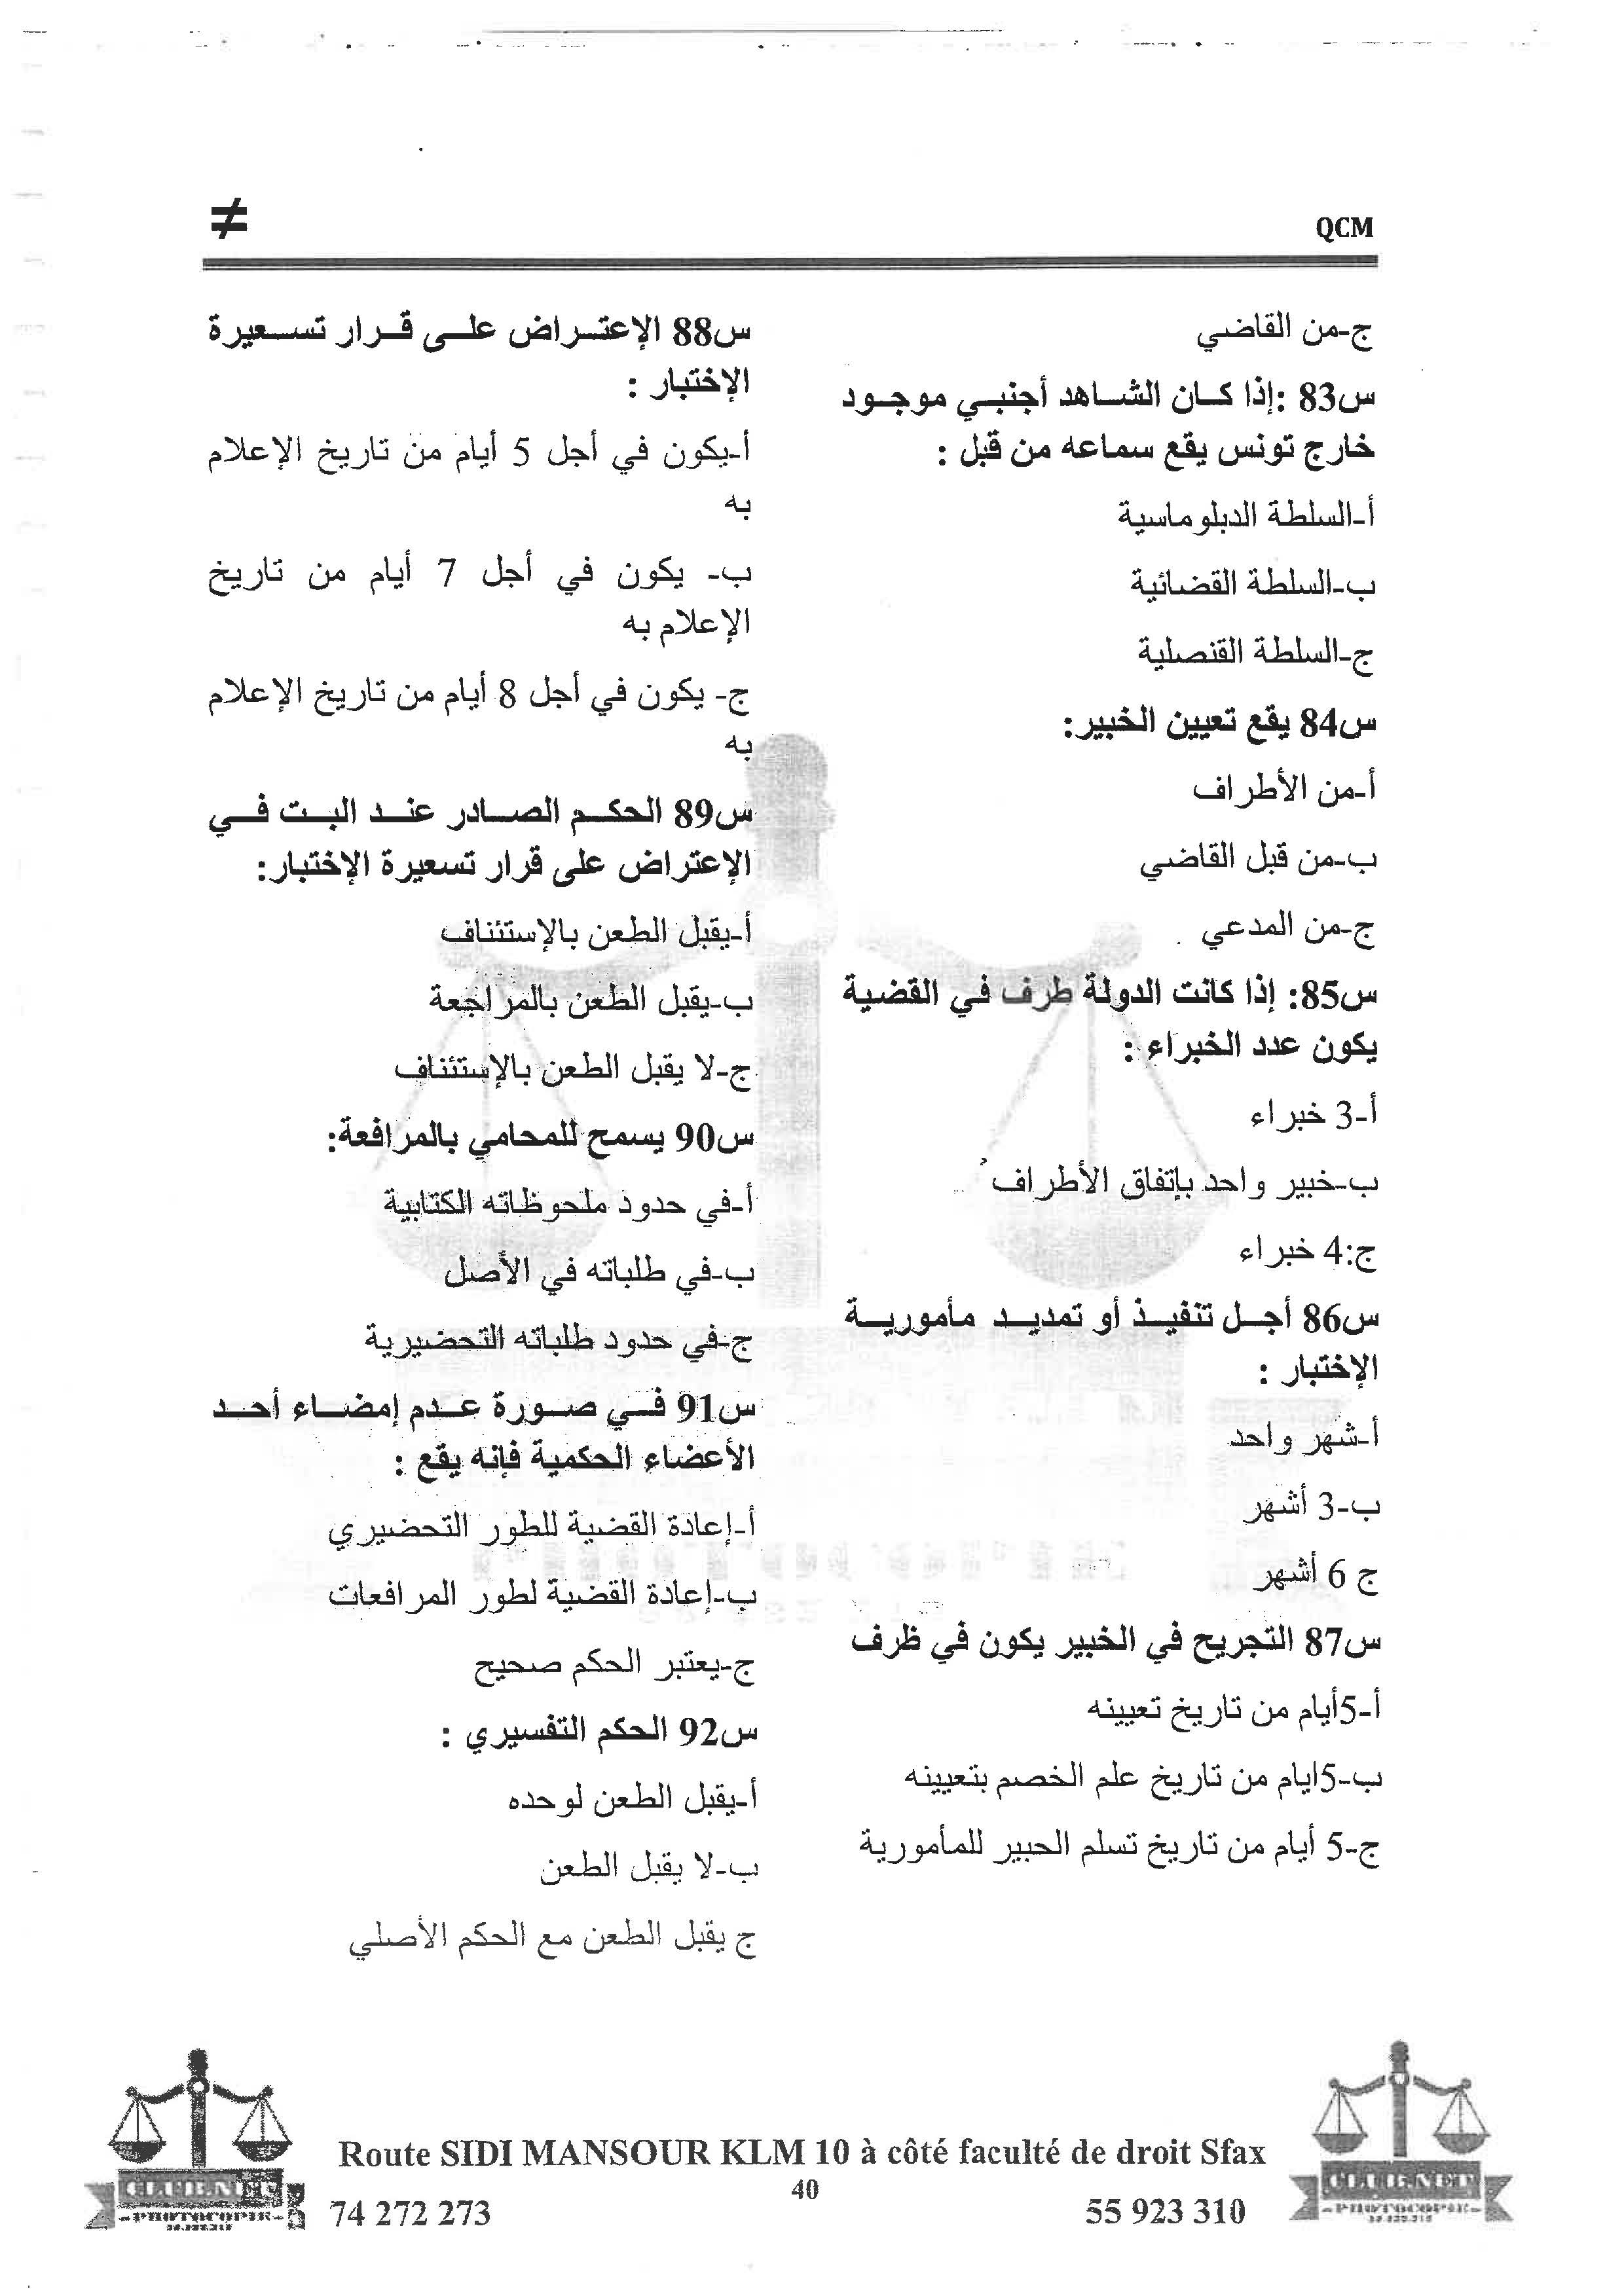 QCM
≠
ج-من القاضي
س83 :إذا كان الشاهد أجنبي موجود
خارج تونس يقع سماعه من قبل :
أ-السلطة الدبلوماسية
ب-السلطة القضائية
ج-السلطة القنصلية
س84 يقع تعيين الخبير:
أ-من الأطراف
ب-من قبل القاضي
ج-من المدعي
س85: إذا كانت الدولة طرف في القضية
يكون عدد الخبراء :
أ-3 خبراء
ب-خبير واحد بإتفاق الأطراف
ج:4 خبراء
س86 أجل تنفيذ أو تمديد مأمورية
الإختبار :
أ-شهر واحد
ب-3 أشهر
ج 6 أشهر
س87 التجريح في الخبير يكون في ظرف
أ-5أيام من تاريخ تعيينه
ب-5ايام من تاريخ علم الخصم بتعيينه
ج-5 أيام من تاريخ تسلم الحبير للمأمورية
س88 الإعتراض على قرار تسعيرة
الإختبار :
أ-يكون في أجل 5 أيام من تاريخ الإعلام
به
ب- يكون في أجل 7 أيام من تاريخ
الإعلام به
ج- يكون في أجل 8 أيام من تاريخ الإعلام
به
س89 الحكم الصادر عند البت في
الإعتراض على قرار تسعيرة الإختبار:
أ-يقبل الطعن بالإستئناف
ب-يقبل الطعن بالمراجعة
ج-لا يقبل الطعن بالإستئناف
س90 يسمح للمحامي بالمرافعة:
أ-في حدود ملحوظاته الكتابية
ب-في طلباته في الأصل
ج-في حدود طلباته التحضيرية
س91 في صورة عدم إمضاء أحد
الأعضاء الحكمية فإنه يقع :
أ-إعادة القضية للطور التحضيري
ب-إعادة القضية لطور المرافعات
ج-يعتبر الحكم صحيح
س92 الحكم التفسيري :
أ-يقبل الطعن لوحده
ب-لا يقبل الطعن
ج يقبل الطعن مع الحكم الأصلي
Route SIDI MANSOUR KLM 10 à côté faculté de droit Sfax
40
74 272 273
55 923 310
CLUB.NET
-PHOTOCOPIE-
CLUB.NET
-PHOTOCOPIE-